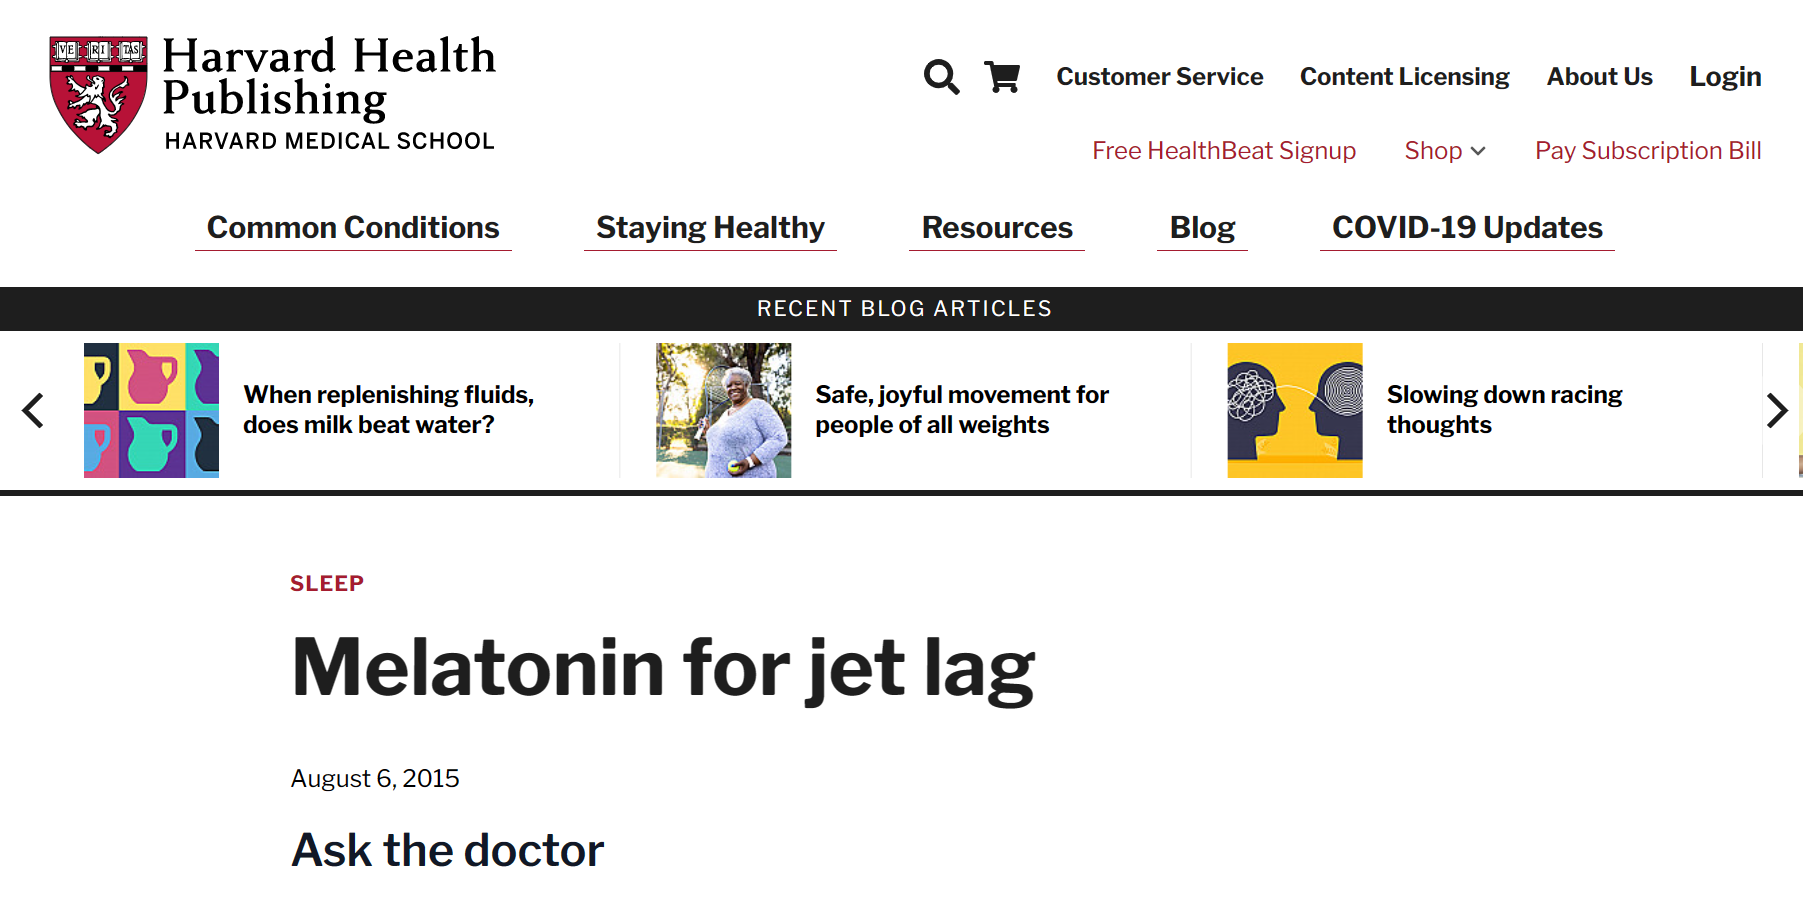 VE RI TAS
Harvard Health
Publishing
HARVARD MEDICAL SCHOOL
Customer Service Content Licensing About Us Login
Free HealthBeat Signup Shop Pay Subscription Bill
Common Conditions Staying Healthy Resources Blog COVID-19 Updates
RECENT BLOG ARTICLES
When replenishing fluids,
does milk beat water?
Safe, joyful movement for
people of all weights
Slowing down racing
thoughts
SLEEP
Melatonin for jet lag
August 6, 2015
Ask the doctor